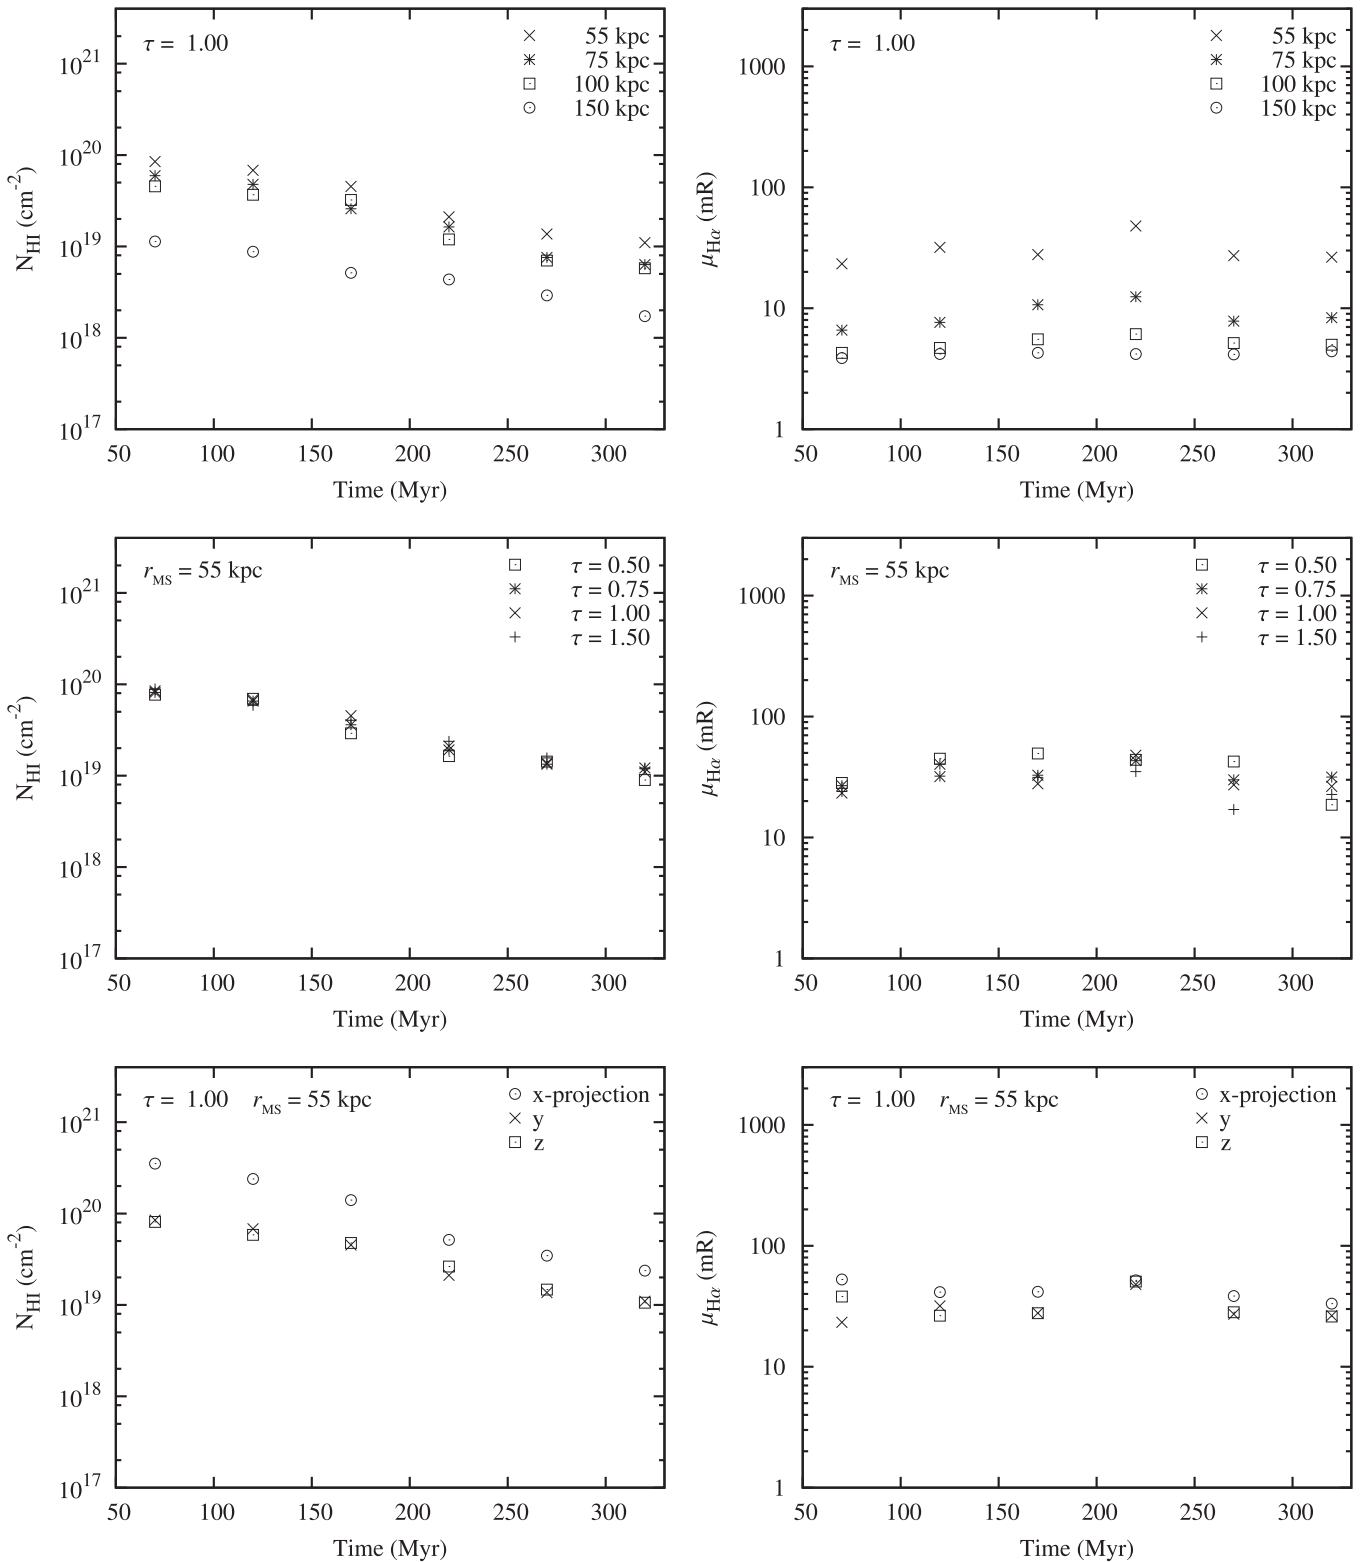 τ = 1.00
55 kpc
75 kpc
100 kpc
150 kpc
10^21
10^20
10^19
10^18
10^17
N_HI (cm^-2)
50 100 150 200 250 300
Time (Myr)
τ = 1.00
55 kpc
75 kpc
100 kpc
150 kpc
1000
100
10
1
μ_Hα (mR)
50 100 150 200 250 300
Time (Myr)
r_MS = 55 kpc
τ = 0.50
τ = 0.75
τ = 1.00
τ = 1.50
10^21
10^20
10^19
10^18
10^17
N_HI (cm^-2)
50 100 150 200 250 300
Time (Myr)
r_MS = 55 kpc
τ = 0.50
τ = 0.75
τ = 1.00
τ = 1.50
1000
100
10
1
μ_Hα (mR)
50 100 150 200 250 300
Time (Myr)
τ = 1.00 r_MS = 55 kpc
x-projection
y
z
10^21
10^20
10^19
10^18
10^17
N_HI (cm^-2)
50 100 150 200 250 300
Time (Myr)
τ = 1.00 r_MS = 55 kpc
x-projection
y
z
1000
100
10
1
μ_Hα (mR)
50 100 150 200 250 300
Time (Myr)